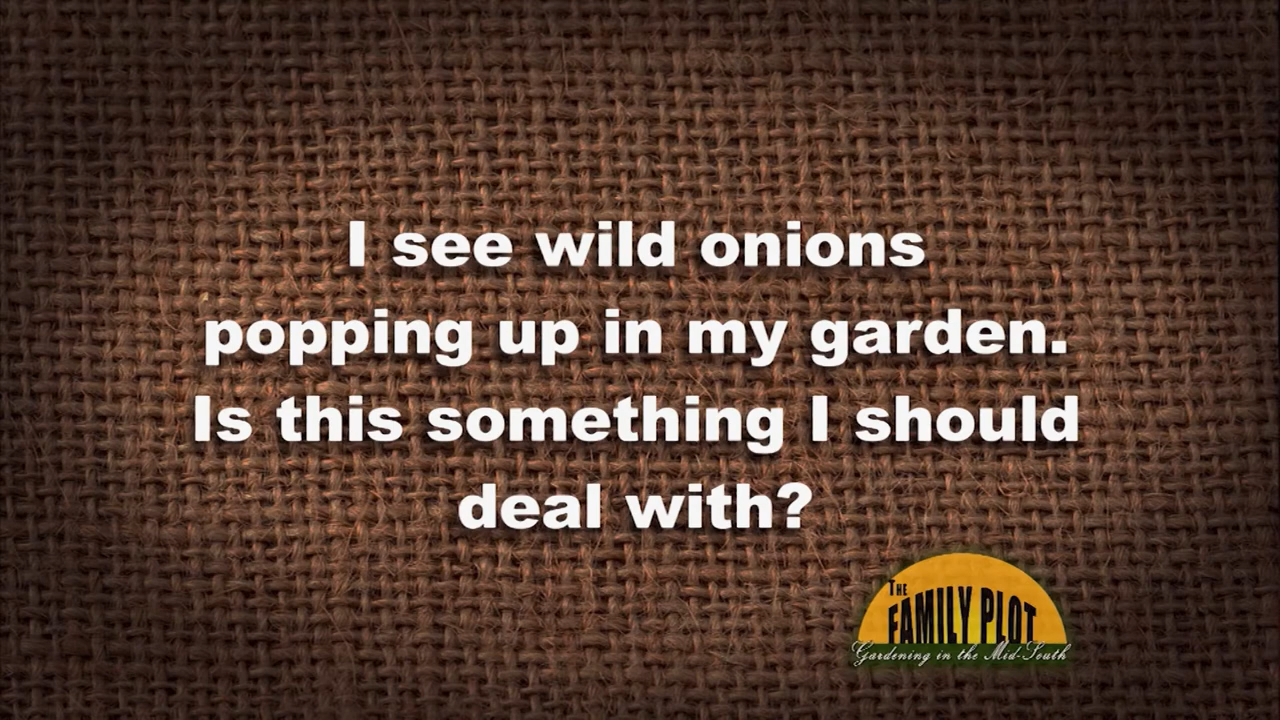 I see wild onions
popping up in my garden.
Is this something I should
deal with?
THE
FAMILY PLOT
Gardening in the Mid-South